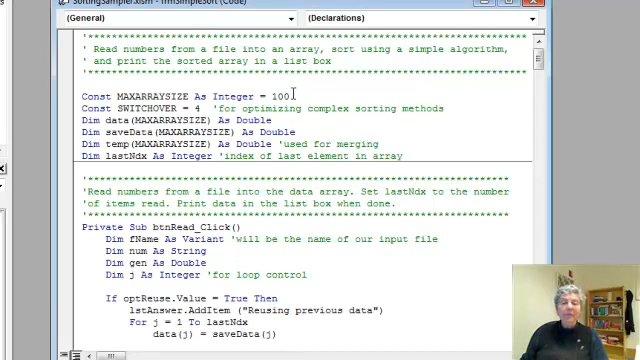 SortingSampler.xlsm - frmSimpleSort (Code)
(General) (Declarations)
'*************************************************************************
' Read numbers from a file into an array, sort using a simple algorithm,
' and print the sorted array in a list box
'*************************************************************************
Const MAXARRAYSIZE As Integer = 100
Const SWITCHOVER = 4 'for optimizing complex sorting methods
Dim data(MAXARRAYSIZE) As Double
Dim saveData(MAXARRAYSIZE) As Double
Dim temp(MAXARRAYSIZE) As Double 'used for merging
Dim lastNdx As Integer 'index of last element in array
'**********************************************************************
'Read numbers from a file into the data array. Set lastNdx to the number
'of items read. Print data in the list box when done.
'**********************************************************************
Private Sub btnRead_Click()
Dim fName As Variant 'will be the name of our input file
Dim num As String
Dim gen As Double
Dim j As Integer 'for loop control
If optReuse.Value = True Then
lstAnswer.AddItem ("Reusing previous data")
For j = 1 To lastNdx
data(j) = saveData(j)